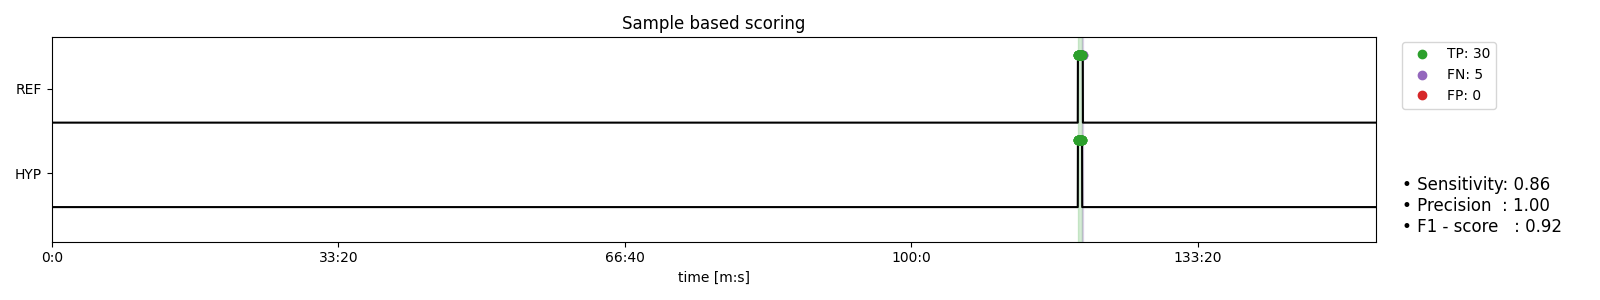 Sample based scoring
REF
HYP
0:0
33:20
66:40
100:0
133:20
time [m:s]
TP: 30
FN: 5
FP: 0
• Sensitivity: 0.86
• Precision  : 1.00
• F1 - score   : 0.92